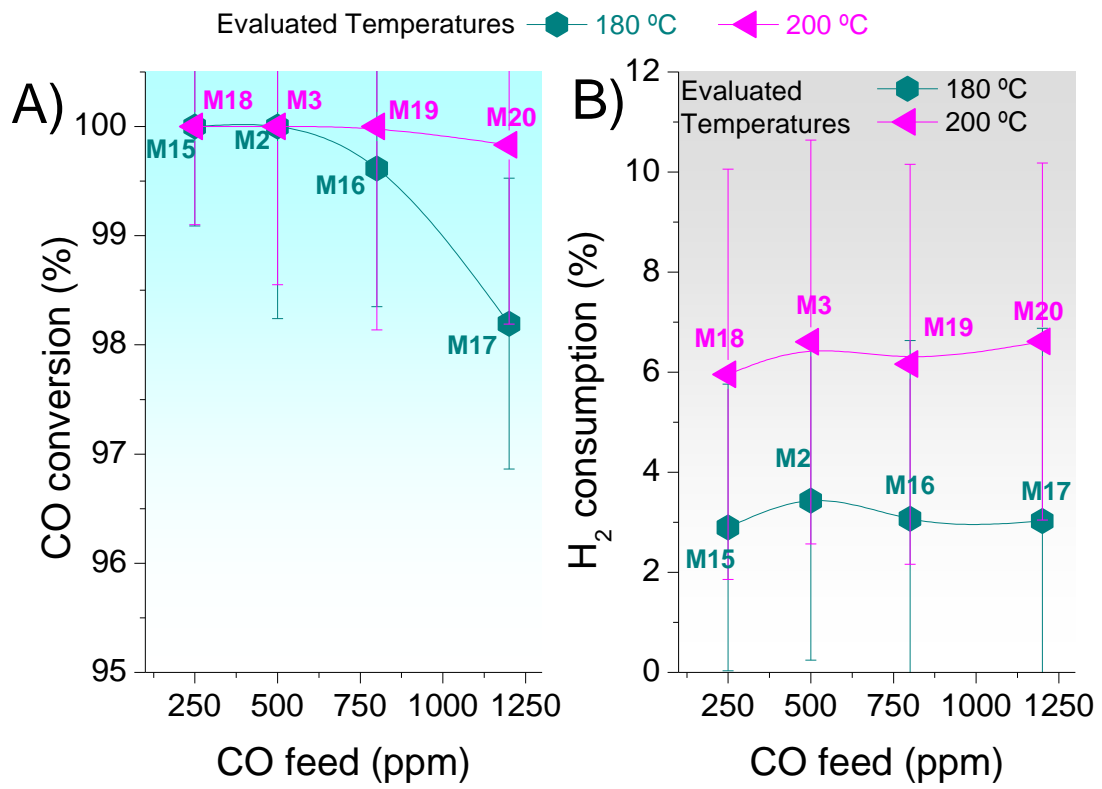 Evaluated Temperatures 180 ºC 200 ºC
A)
CO conversion (%)
100
99
98
97
96
95
M18
M3
M19
M20
M15
M2
M16
M17
250 500 750 1000 1250
CO feed (ppm)
B)
Evaluated 180 ºC
Temperatures 200 ºC
H₂ consumption (%)
12
10
8
6
4
2
0
M18
M3
M19
M20
M15
M2
M16
M17
250 500 750 1000 1250
CO feed (ppm)